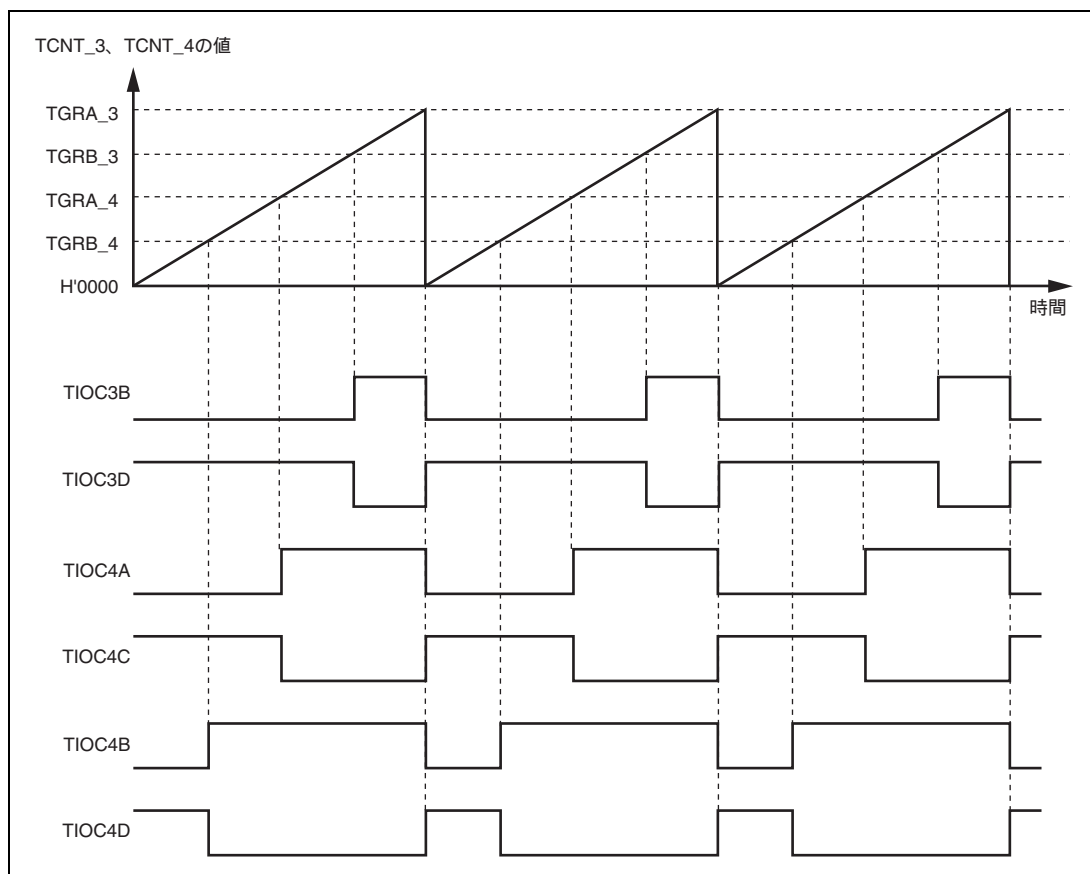 TCNT_3、TCNT_4の値
TGRA_3
TGRB_3
TGRA_4
TGRB_4
H'0000
時間
TIOC3B
TIOC3D
TIOC4A
TIOC4C
TIOC4B
TIOC4D